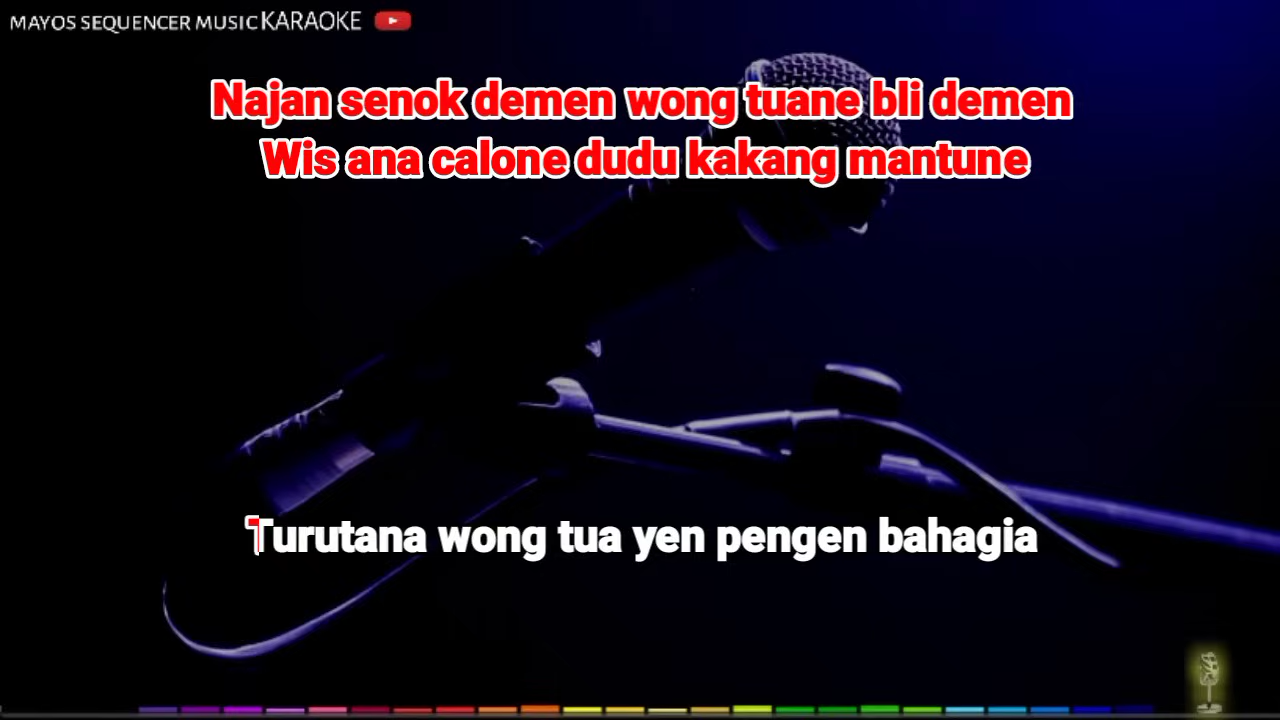 MAYOS SEQUENCER MUSIC KARAOKE
Najan senok demen wong tuane bli demen
Wis ana calone dudu kakang mantune
Turutana wong tua yen pengen bahagia